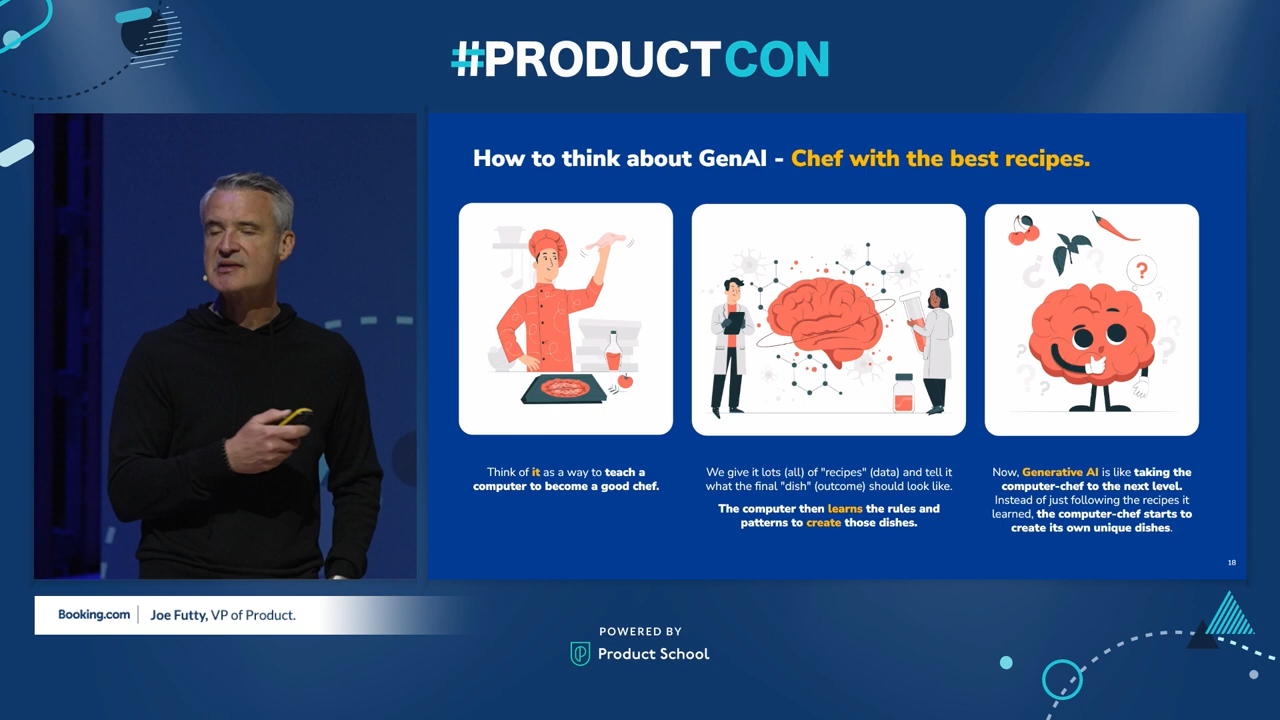 #PRODUCTCON
How to think about GenAI - Chef with the best recipes.
Think of it as a way to teach a
computer to become a good chef.
We give it lots (all) of "recipes" (data) and tell it
what the final "dish" (outcome) should look like.
The computer then learns the rules and
patterns to create those dishes.
Now, Generative AI is like taking the
computer-chef to the next level.
Instead of just following the recipes it
learned, the computer-chef starts to
create its own unique dishes.
18
Booking.com
Joe Futty, VP of Product.
POWERED BY
Product School